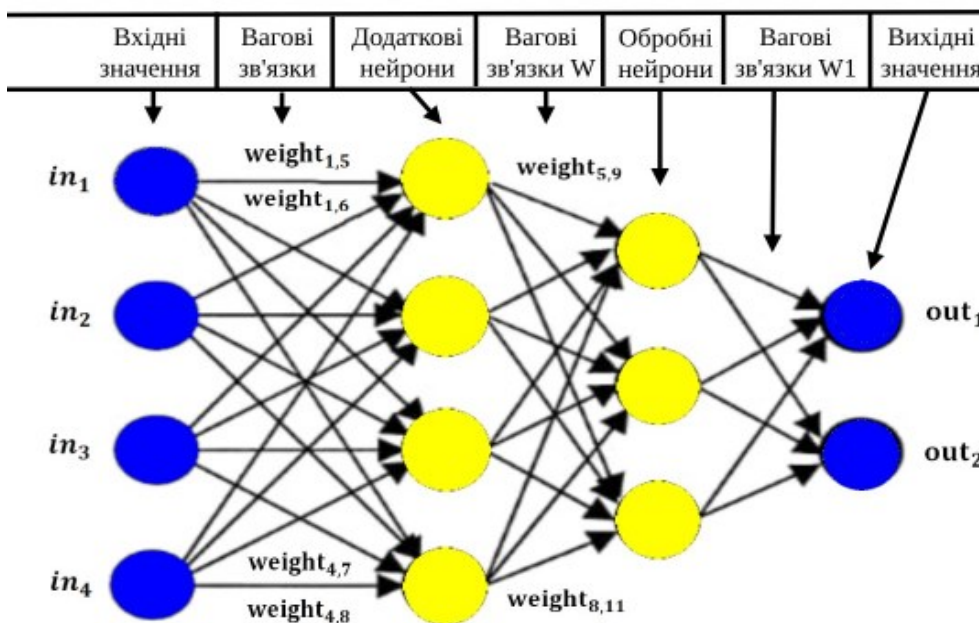 Вхідні значення
Вагові зв'язки
Додаткові нейрони
Вагові зв'язки W
Обробні нейрони
Вагові зв'язки W1
Вихідні значення
weight1,5
in1
weight1,6
weight5,9
in2
out1
in3
out2
weight4,7
in4
weight4,8
weight8,11